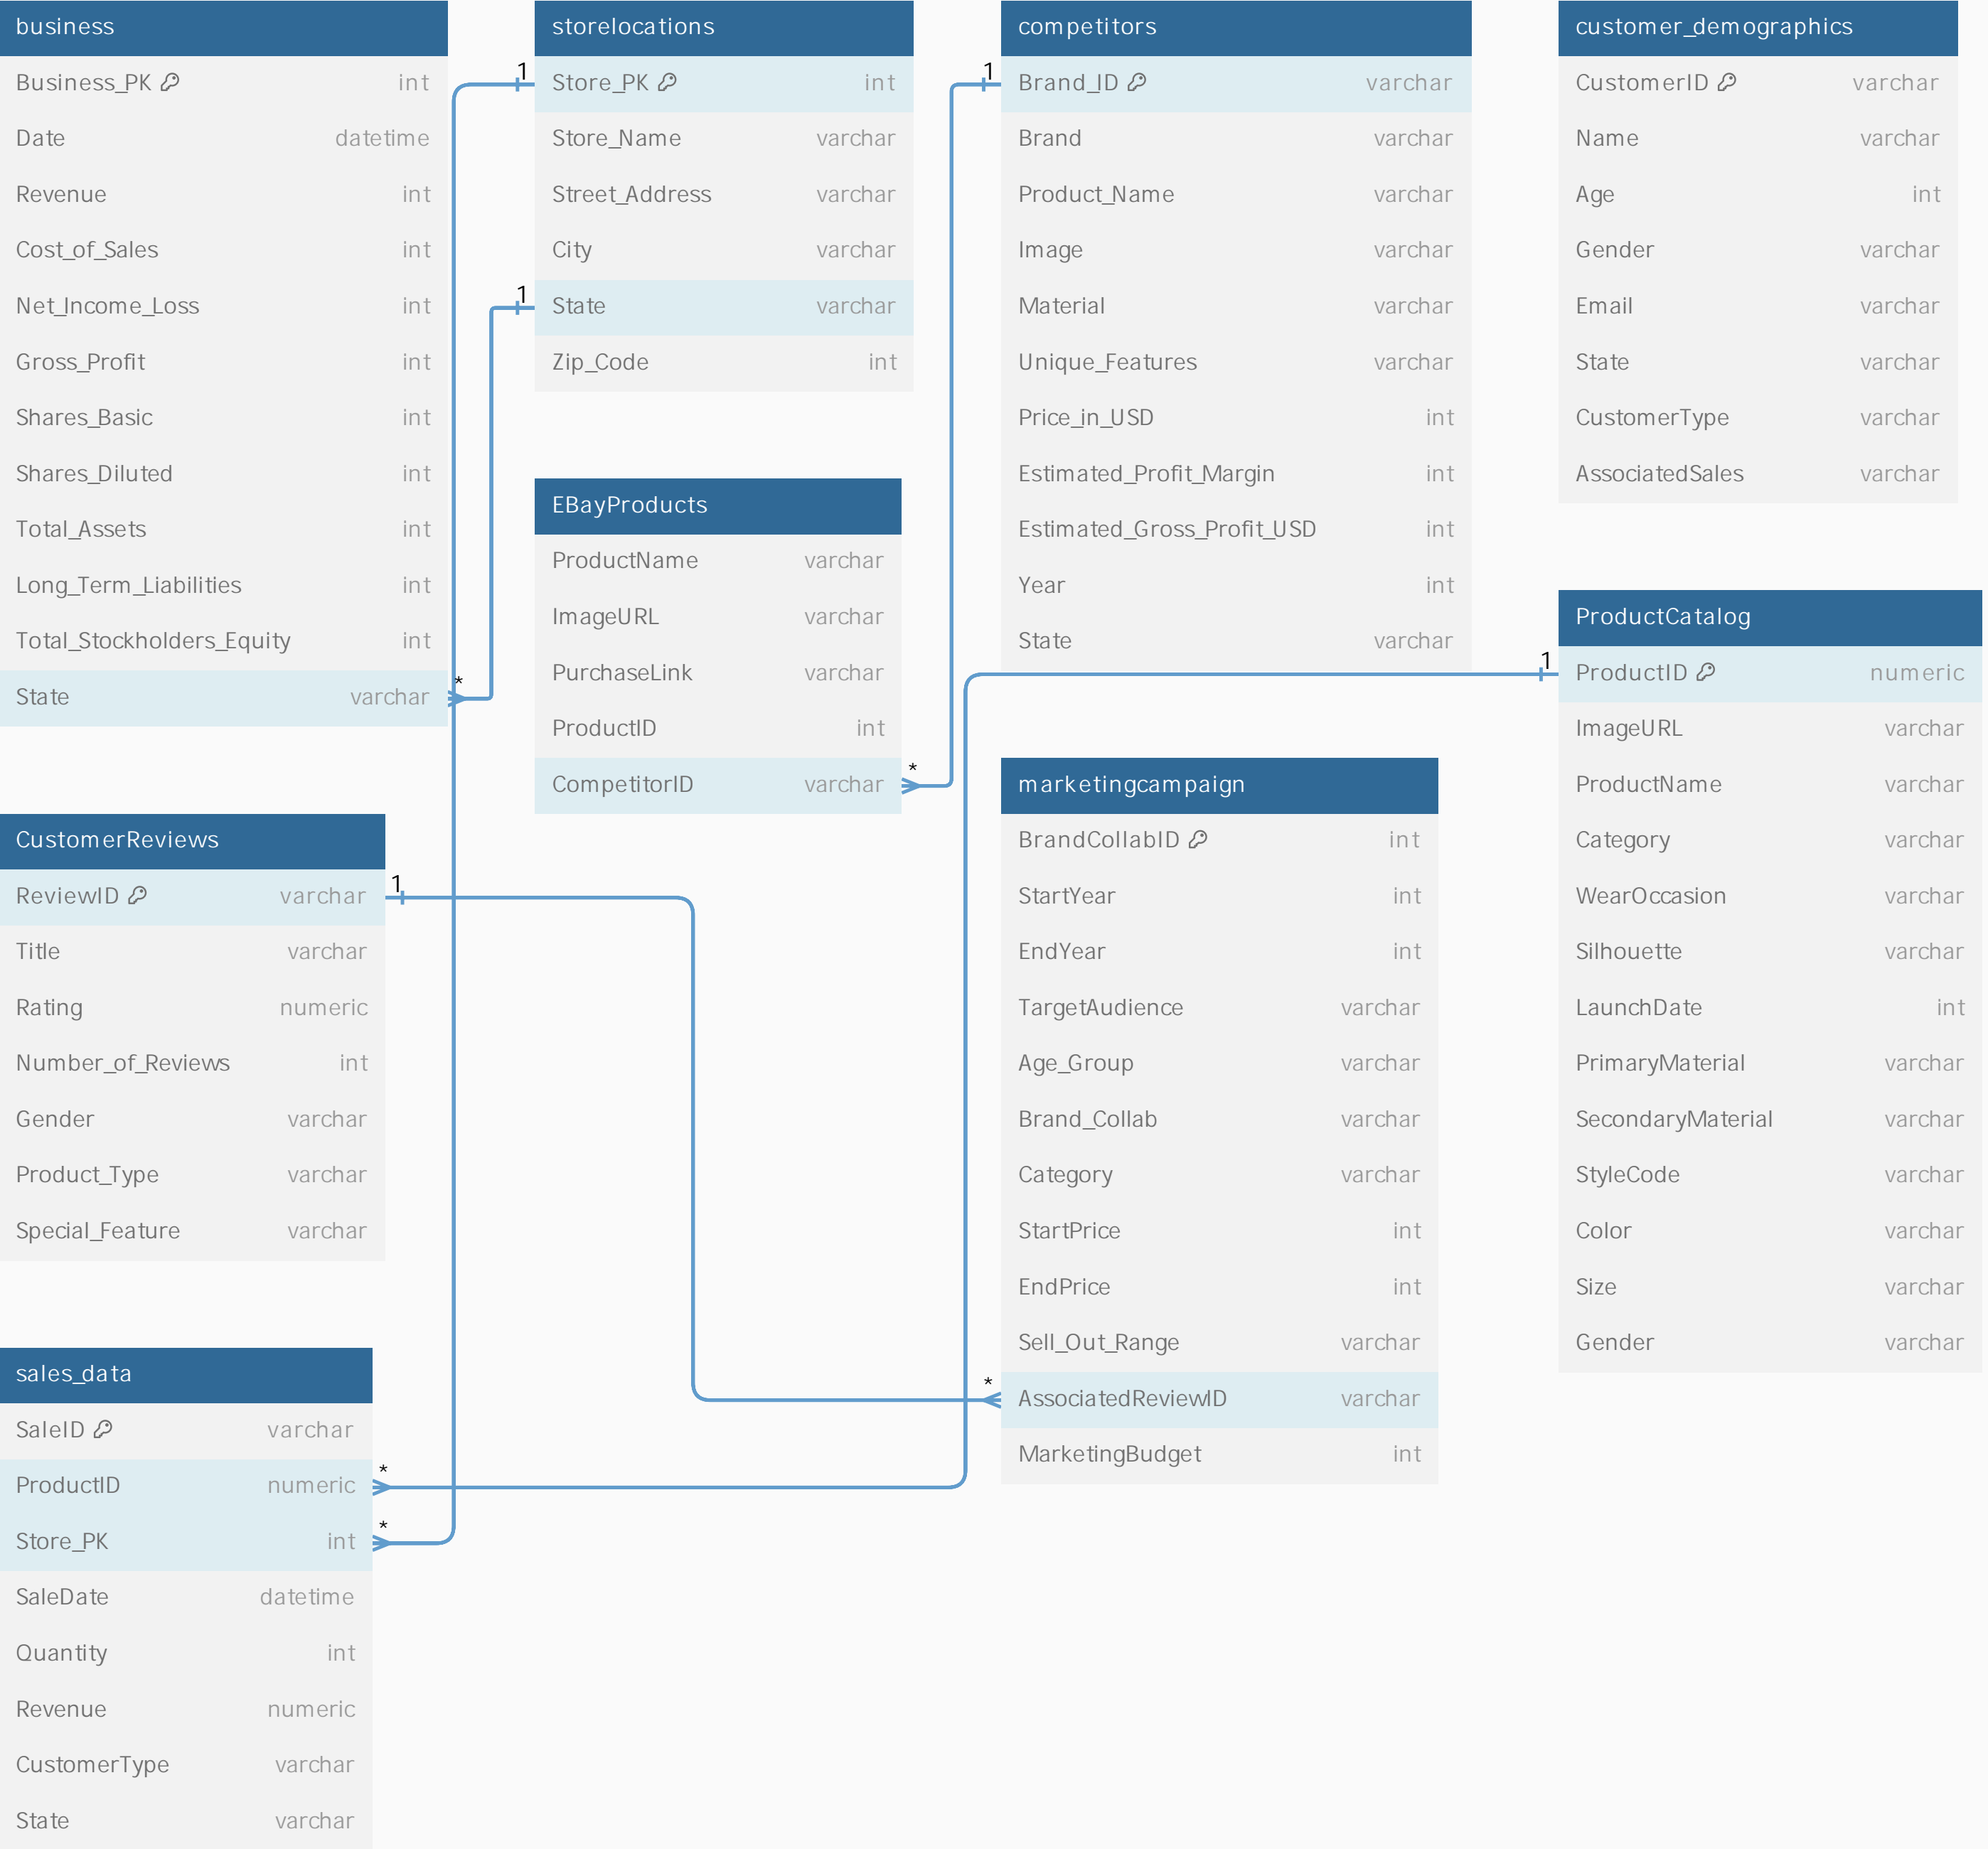 business
Business_PK int
Date datetime
Revenue int
Cost_of_Sales int
Net_Income_Loss int
Gross_Profit int
Shares_Basic int
Shares_Diluted int
Total_Assets int
Long_Term_Liabilities int
Total_Stockholders_Equity int
State varchar
*
storelocations
1
Store_PK int
Store_Name varchar
Street_Address varchar
City varchar
1
State varchar
Zip_Code int
competitors
1
Brand_ID varchar
Brand varchar
Product_Name varchar
Image varchar
Material varchar
Unique_Features varchar
Price_in_USD int
Estimated_Profit_Margin int
Estimated_Gross_Profit_USD int
Year int
State varchar
customer_demographics
CustomerID varchar
Name varchar
Age int
Gender varchar
Email varchar
State varchar
CustomerType varchar
AssociatedSales varchar
EBayProducts
ProductName varchar
ImageURL varchar
PurchaseLink varchar
ProductID int
CompetitorID varchar
*
ProductCatalog
1
ProductID numeric
ImageURL varchar
ProductName varchar
Category varchar
WearOccasion varchar
Silhouette varchar
LaunchDate int
PrimaryMaterial varchar
SecondaryMaterial varchar
StyleCode varchar
Color varchar
Size varchar
Gender varchar
CustomerReviews
ReviewID varchar
1
Title varchar
Rating numeric
Number_of_Reviews int
Gender varchar
Product_Type varchar
Special_Feature varchar
marketingcampaign
BrandCollabID int
StartYear int
EndYear int
TargetAudience varchar
Age_Group varchar
Brand_Collab varchar
Category varchar
StartPrice int
EndPrice int
Sell_Out_Range varchar
*
AssociatedReviewID varchar
MarketingBudget int
sales_data
SaleID varchar
ProductID numeric
*
Store_PK int
*
SaleDate datetime
Quantity int
Revenue numeric
CustomerType varchar
State varchar